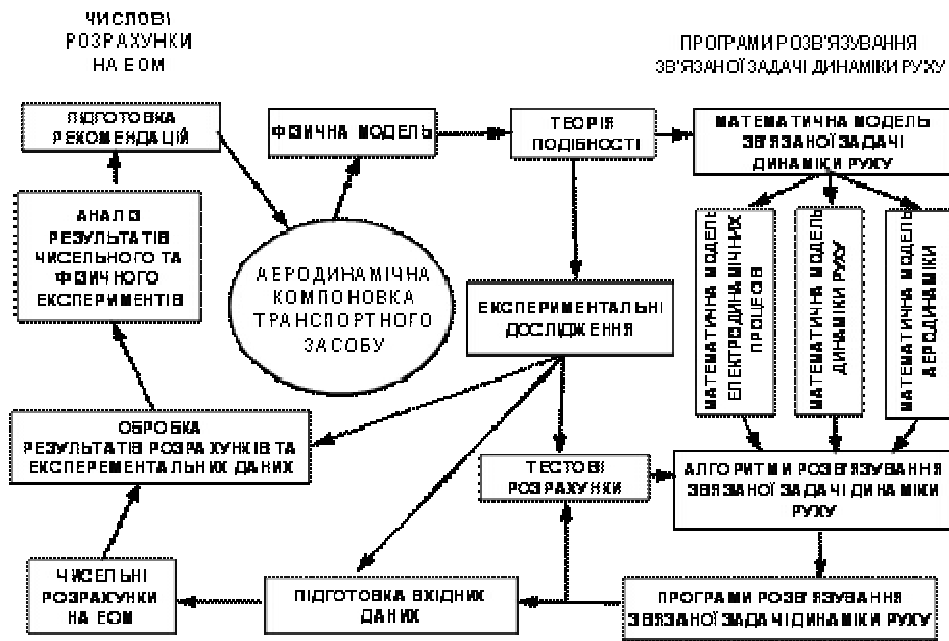 ЧИСЛОВІ
РОЗРАХУНКИ
НА ЕОМ
ПРОГРАМИ РОЗВ'ЯЗУВАННЯ
ЗВ'ЯЗАНОЇ ЗАДАЧІ ДИНАМІКИ РУХУ
ПІДГОТОВКА
РЕКОМЕНДАЦІЙ
ФІЗИЧНА МОДЕЛЬ
ТЕОРІЯ
ПОДІБНОСТІ
МАТЕМАТИЧНА МОДЕЛЬ
ЗВ'ЯЗАНОЇ ЗАДАЧІ
ДИНАМІКИ РУХУ
АНАЛІЗ
РЕЗУЛЬТАТІВ
ЧИСЕЛЬНОГО ТА
ФІЗИЧНОГО
ЕКСПЕРИМЕНТІВ
АЕРОДИНАМІЧНА
КОМПОНОВКА
ТРАНСПОРТНОГО
ЗАСОБУ
ЕКСПЕРИМЕНТАЛЬНІ
ДОСЛІДЖЕННЯ
МАТЕМАТИЧНА МОДЕЛЬ
ЕЛЕКТРОДИНАМІЧНИХ
ПРОЦЕСІВ
МАТЕМАТИЧНА МОДЕЛЬ
ДИНАМІКИ РУХУ
МАТЕМАТИЧНА МОДЕЛЬ
АЕРОДИНАМІКИ
ОБРОБКА
РЕЗУЛЬТАТІВ РОЗРАХУНКІВ ТА
ЕКСПЕРЕМЕНТАЛЬНИХ ДАНИХ
ТЕСТОВІ
РОЗРАХУНКИ
АЛГОРИТМИ РОЗВ'ЯЗУВАННЯ
ЗВ'ЯЗАНОЇ ЗАДАЧІ ДИНАМІКИ
РУХУ
ЧИСЕЛЬНІ
РОЗРАХУНКИ
НА ЕОМ
ПІДГОТОВКА ВХІДНИХ
ДАНИХ
ПРОГРАМИ РОЗВ'ЯЗУВАННЯ
ЗВ'ЯЗАНОЇ ЗАДАЧІ ДИНАМІКИ РУХУ